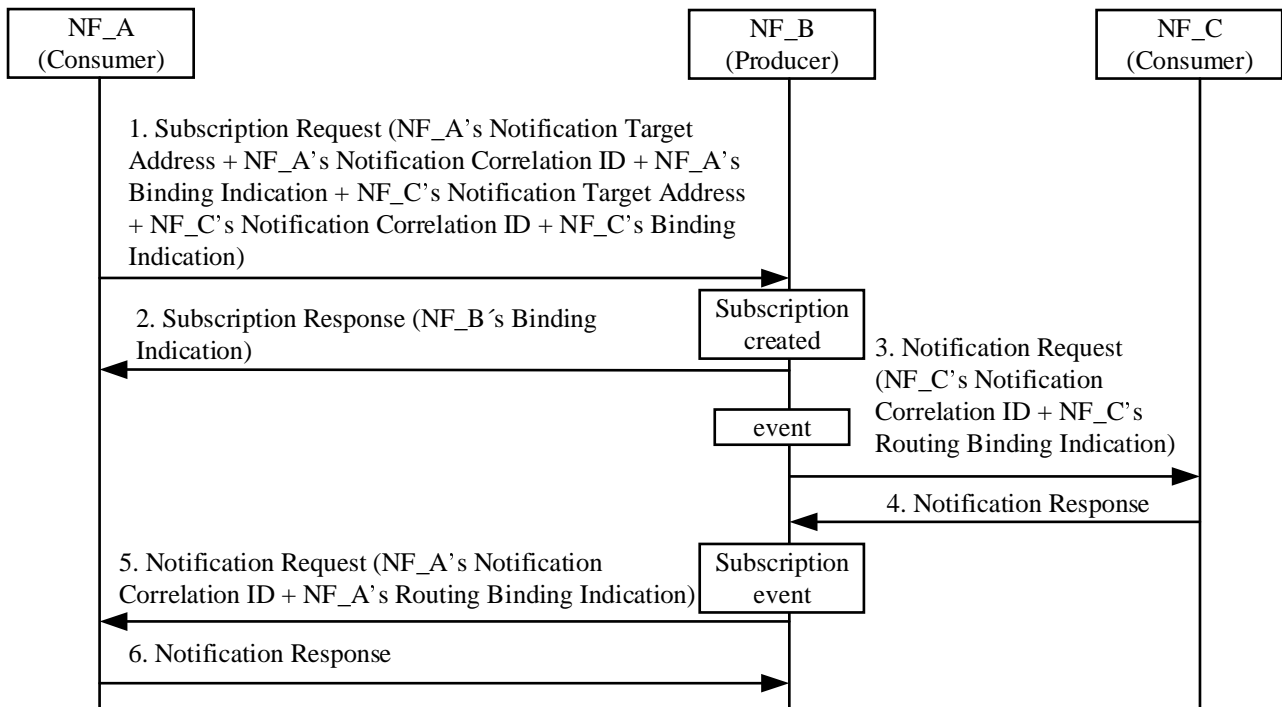 NF_A
(Consumer)
NF_B
(Producer)
NF_C
(Consumer)
1. Subscription Request (NF_A’s Notification Target
Address + NF_A’s Notification Correlation ID + NF_A’s
Binding Indication + NF_C’s Notification Target Address
+ NF_C’s Notification Correlation ID + NF_C’s Binding
Indication)
Subscription
created
2. Subscription Response (NF_B´s Binding
Indication)
3. Notification Request
(NF_C’s Notification
Correlation ID + NF_C’s
Routing Binding Indication)
event
4. Notification Response
5. Notification Request (NF_A’s Notification
Correlation ID + NF_A’s Routing Binding Indication)
Subscription
event
6. Notification Response